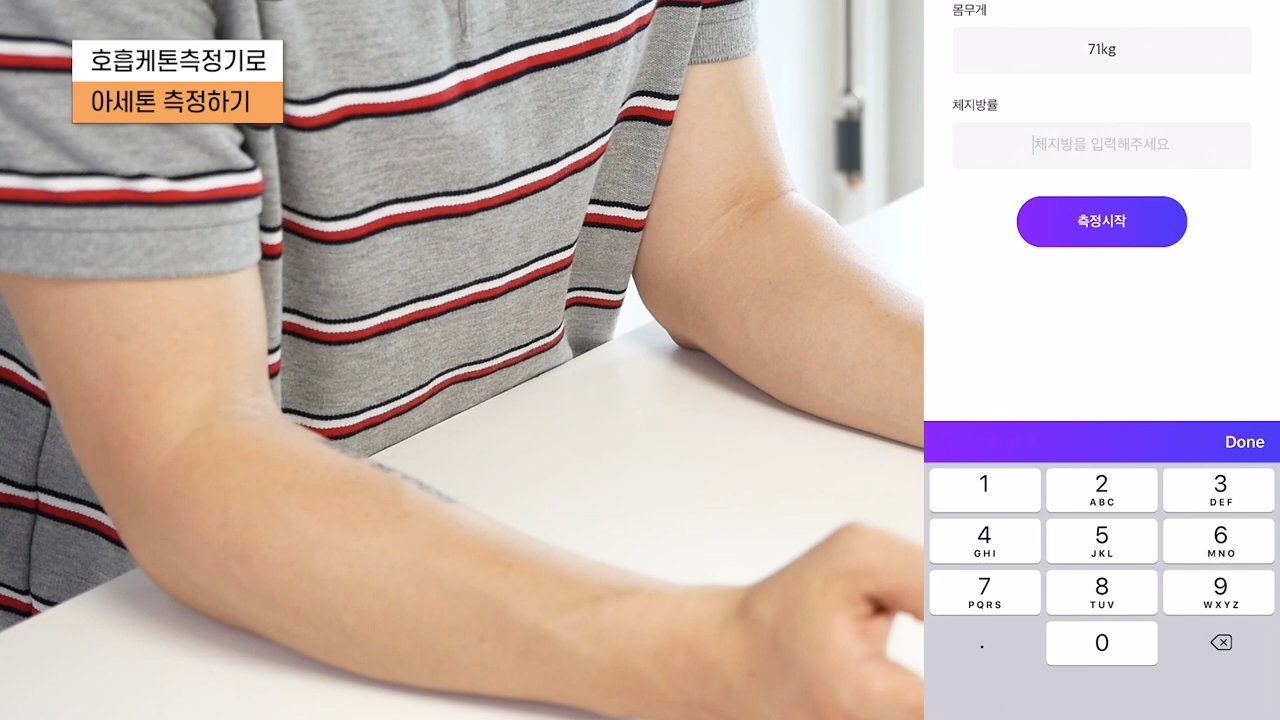 호흡케톤측정기로
아세톤 측정하기
몸무게
71kg
체지방률
체지방을 입력해주세요
측정시작
Done
1
2
ABC
3
DEF
4
GHI
5
JKL
6
MNO
7
PQRS
8
TUV
9
WXYZ
.
0